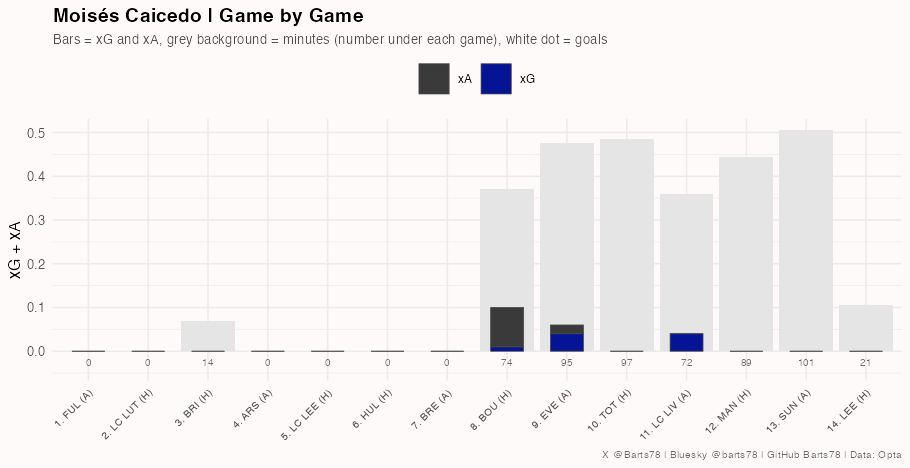 Moisés Caicedo | Game by Game
Bars = xG and xA, grey background = minutes (number under each game), white dot = goals
xA
xG
xG + xA
0.5
0.4
0.3
0.2
0.1
0.0
0
0
14
0
0
0
0
74
95
97
72
89
101
21
1. FUL (A)
2. LC LUT (H)
3. BRI (H)
4. ARS (A)
5. LC LEE (H)
6. HUL (H)
7. BRE (A)
8. BOU (H)
9. EVE (A)
10. TOT (H)
11. LC LIV (A)
12. MAN (H)
13. SUN (A)
14. LEE (H)
X @Barts78 | Bluesky @barts78 | GitHub Barts78 | Data: Opta